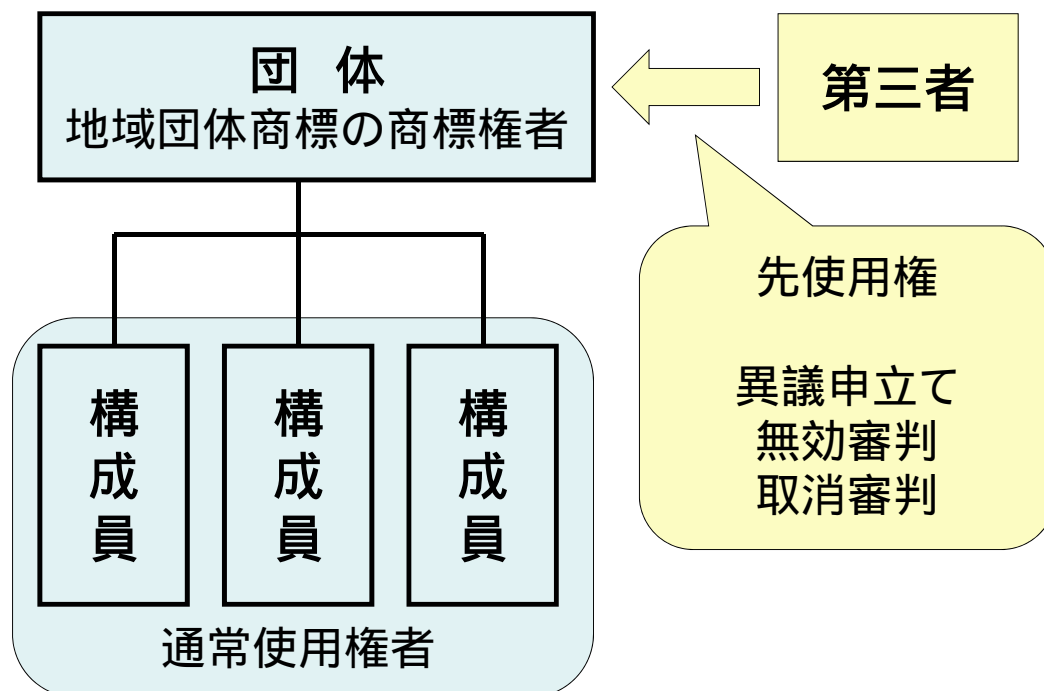 団 体
地域団体商標の商標権者
第三者
先使用権
異議申立て
無効審判
取消審判
構成員
構成員
構成員
通常使用権者